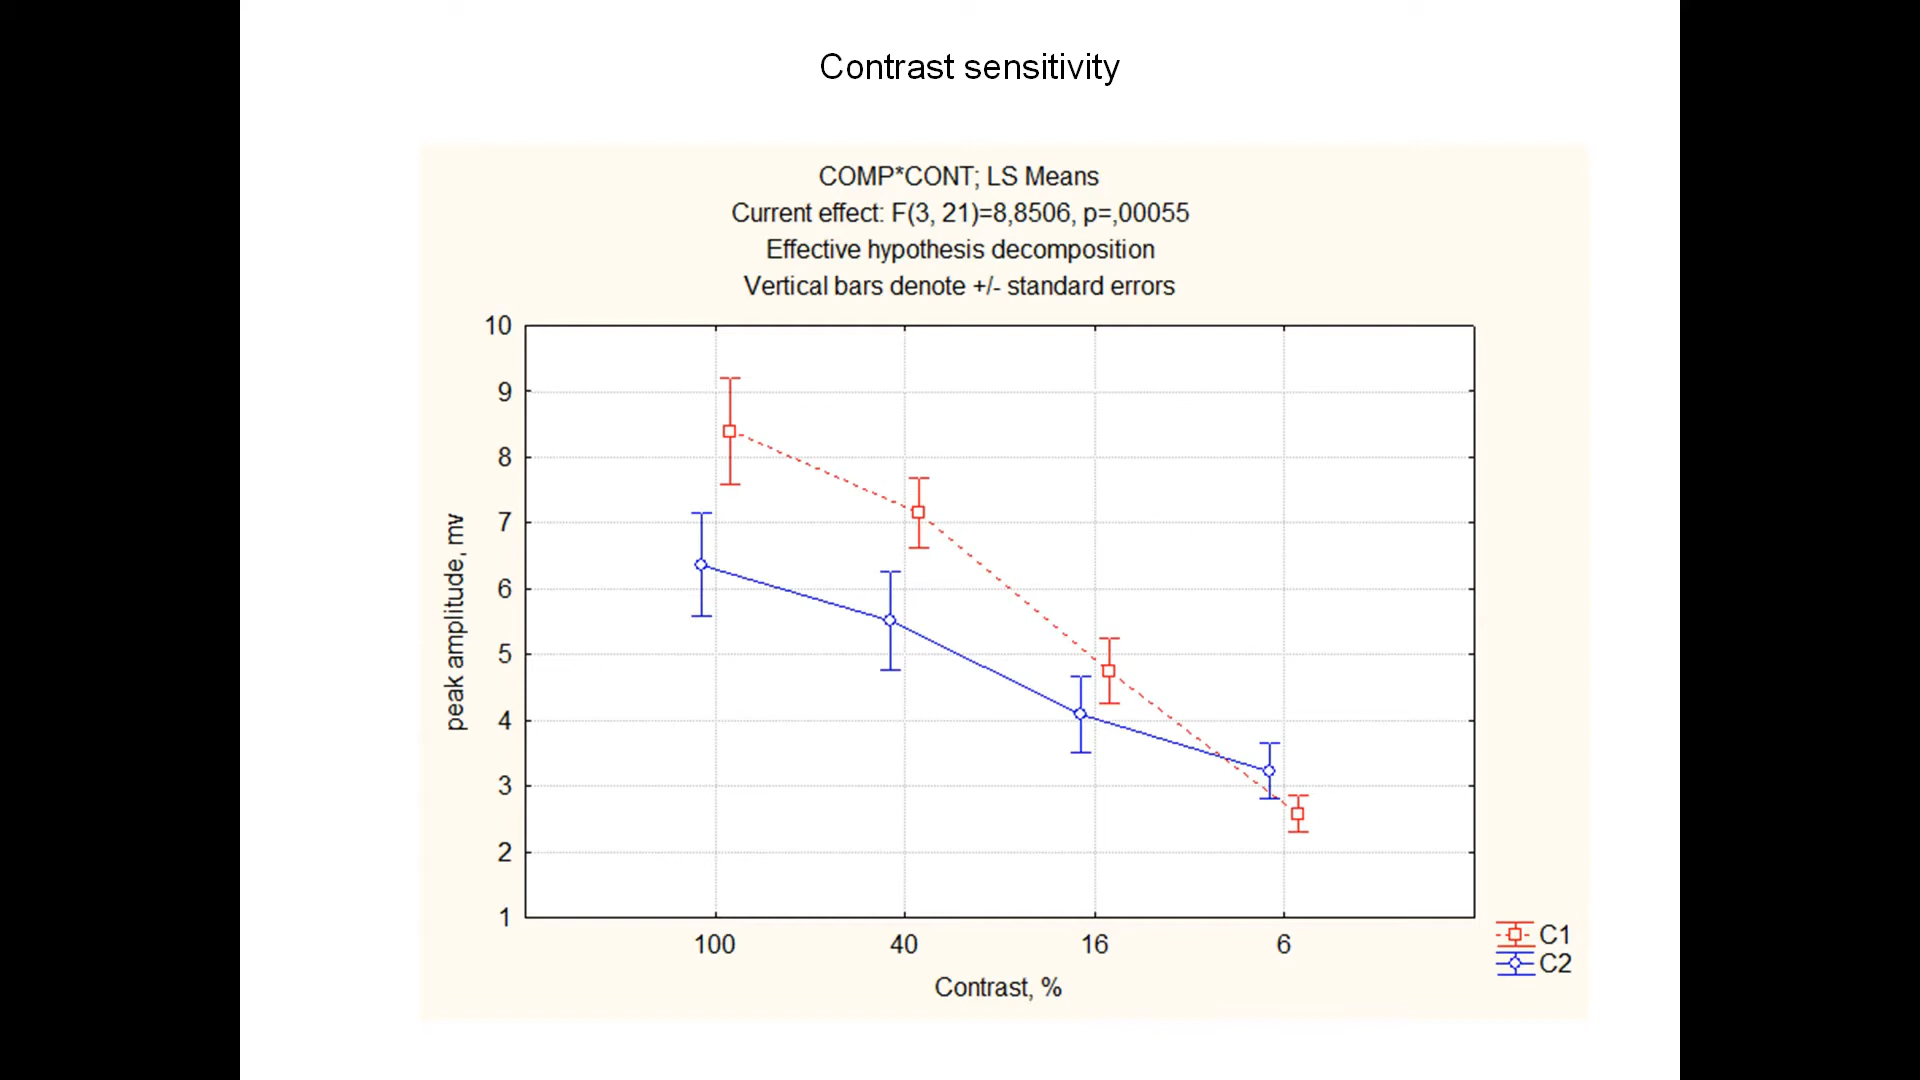 Contrast sensitivity
COMP*CONT; LS Means
Current effect: F(3, 21)=8,8506, p=,00055
Effective hypothesis decomposition
Vertical bars denote +/- standard errors
10
9
8
7
6
5
4
3
2
1
peak amplitude, mv
100 40 16 6
Contrast, %
C1
C2